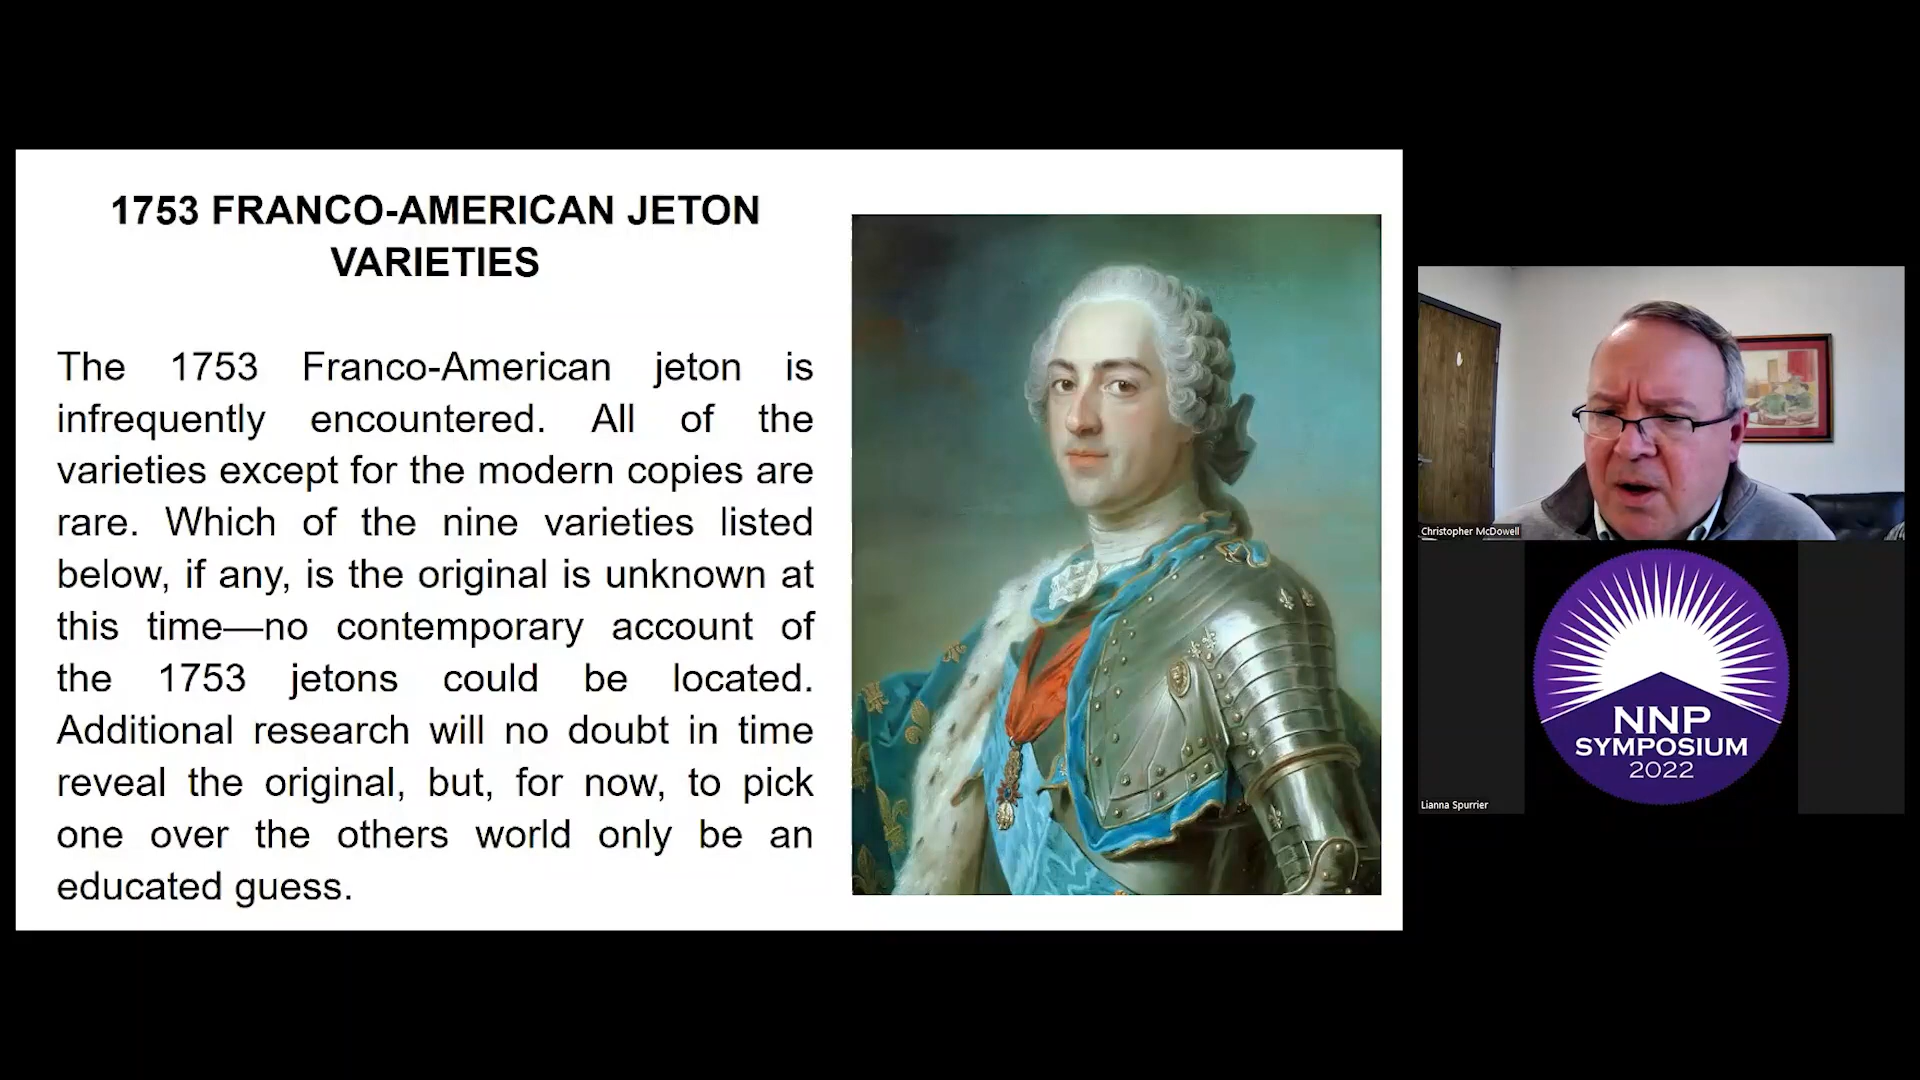 1753 FRANCO-AMERICAN JETON
VARIETIES
The 1753 Franco-American jeton is
infrequently encountered. All of the
varieties except for the modern copies are
rare. Which of the nine varieties listed
below, if any, is the original is unknown at
this time—no contemporary account of
the 1753 jetons could be located.
Additional research will no doubt in time
reveal the original, but, for now, to pick
one over the others world only be an
educated guess.
Christopher McDowell
NNP
SYMPOSIUM
2022
Lianna Spurrier